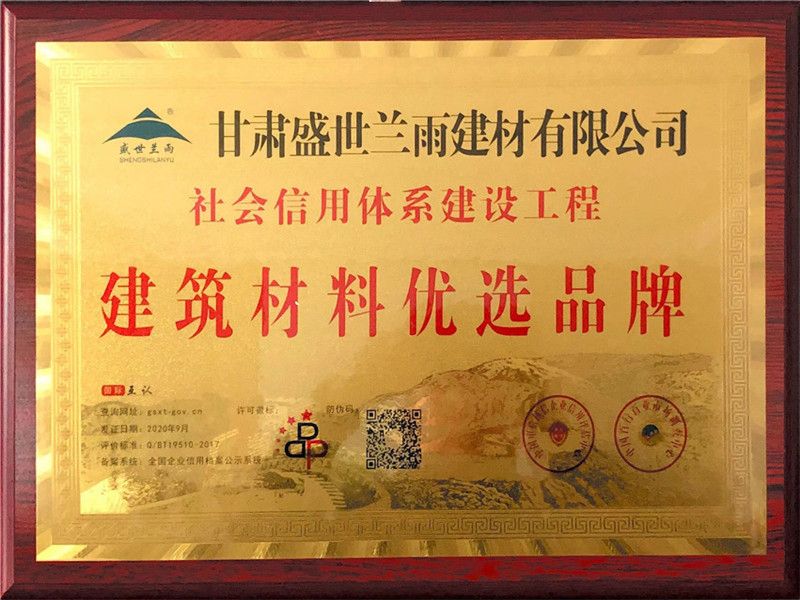 盛世兰雨
SHENGSHILANYU
®
甘肃盛世兰雨建材有限公司
社会信用体系建设工程
建筑材料优选品牌
国际互认
查询网址：gsxt-gov.cn
许可徽标：
防伪码：
发证日期：2020年9月
评价标准：Q/BT19510-2017
备案系统：全国企业信用档案公示系统